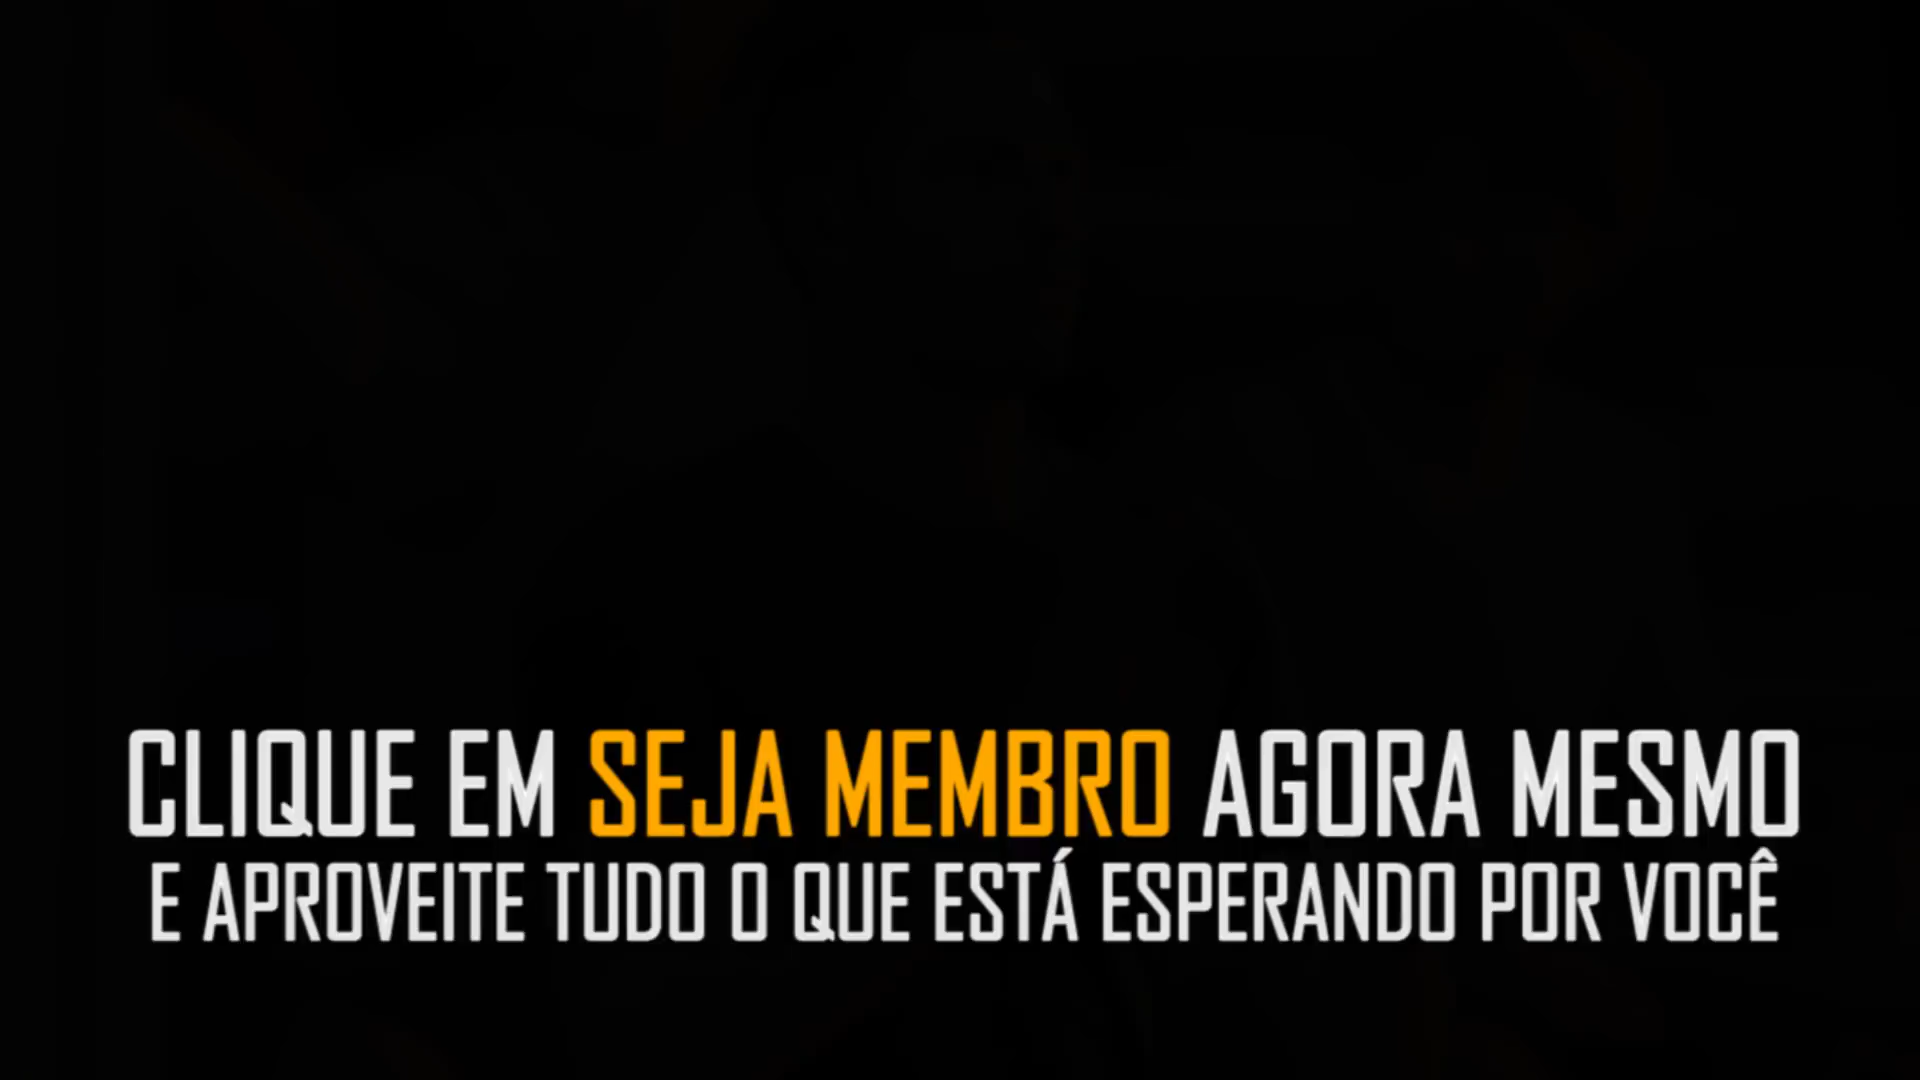 CLIQUE EM SEJA MEMBRO AGORA MESMO
E APROVEITE TUDO O QUE ESTÁ ESPERANDO POR VOCÊ